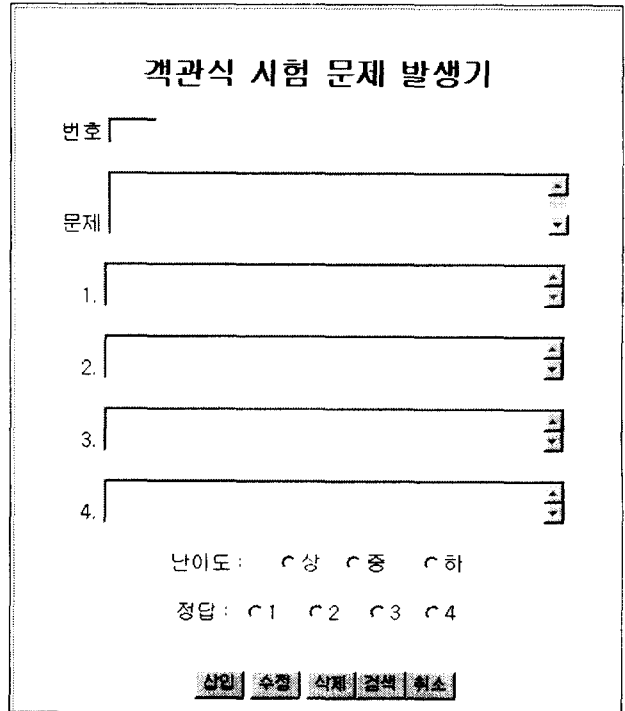 객관식 시험 문제 발생기
번호
문제
1.
2.
3.
4.
난이도 : 상 중 하
정답 : 1 2 3 4
삽입 수정 삭제 검색 취소